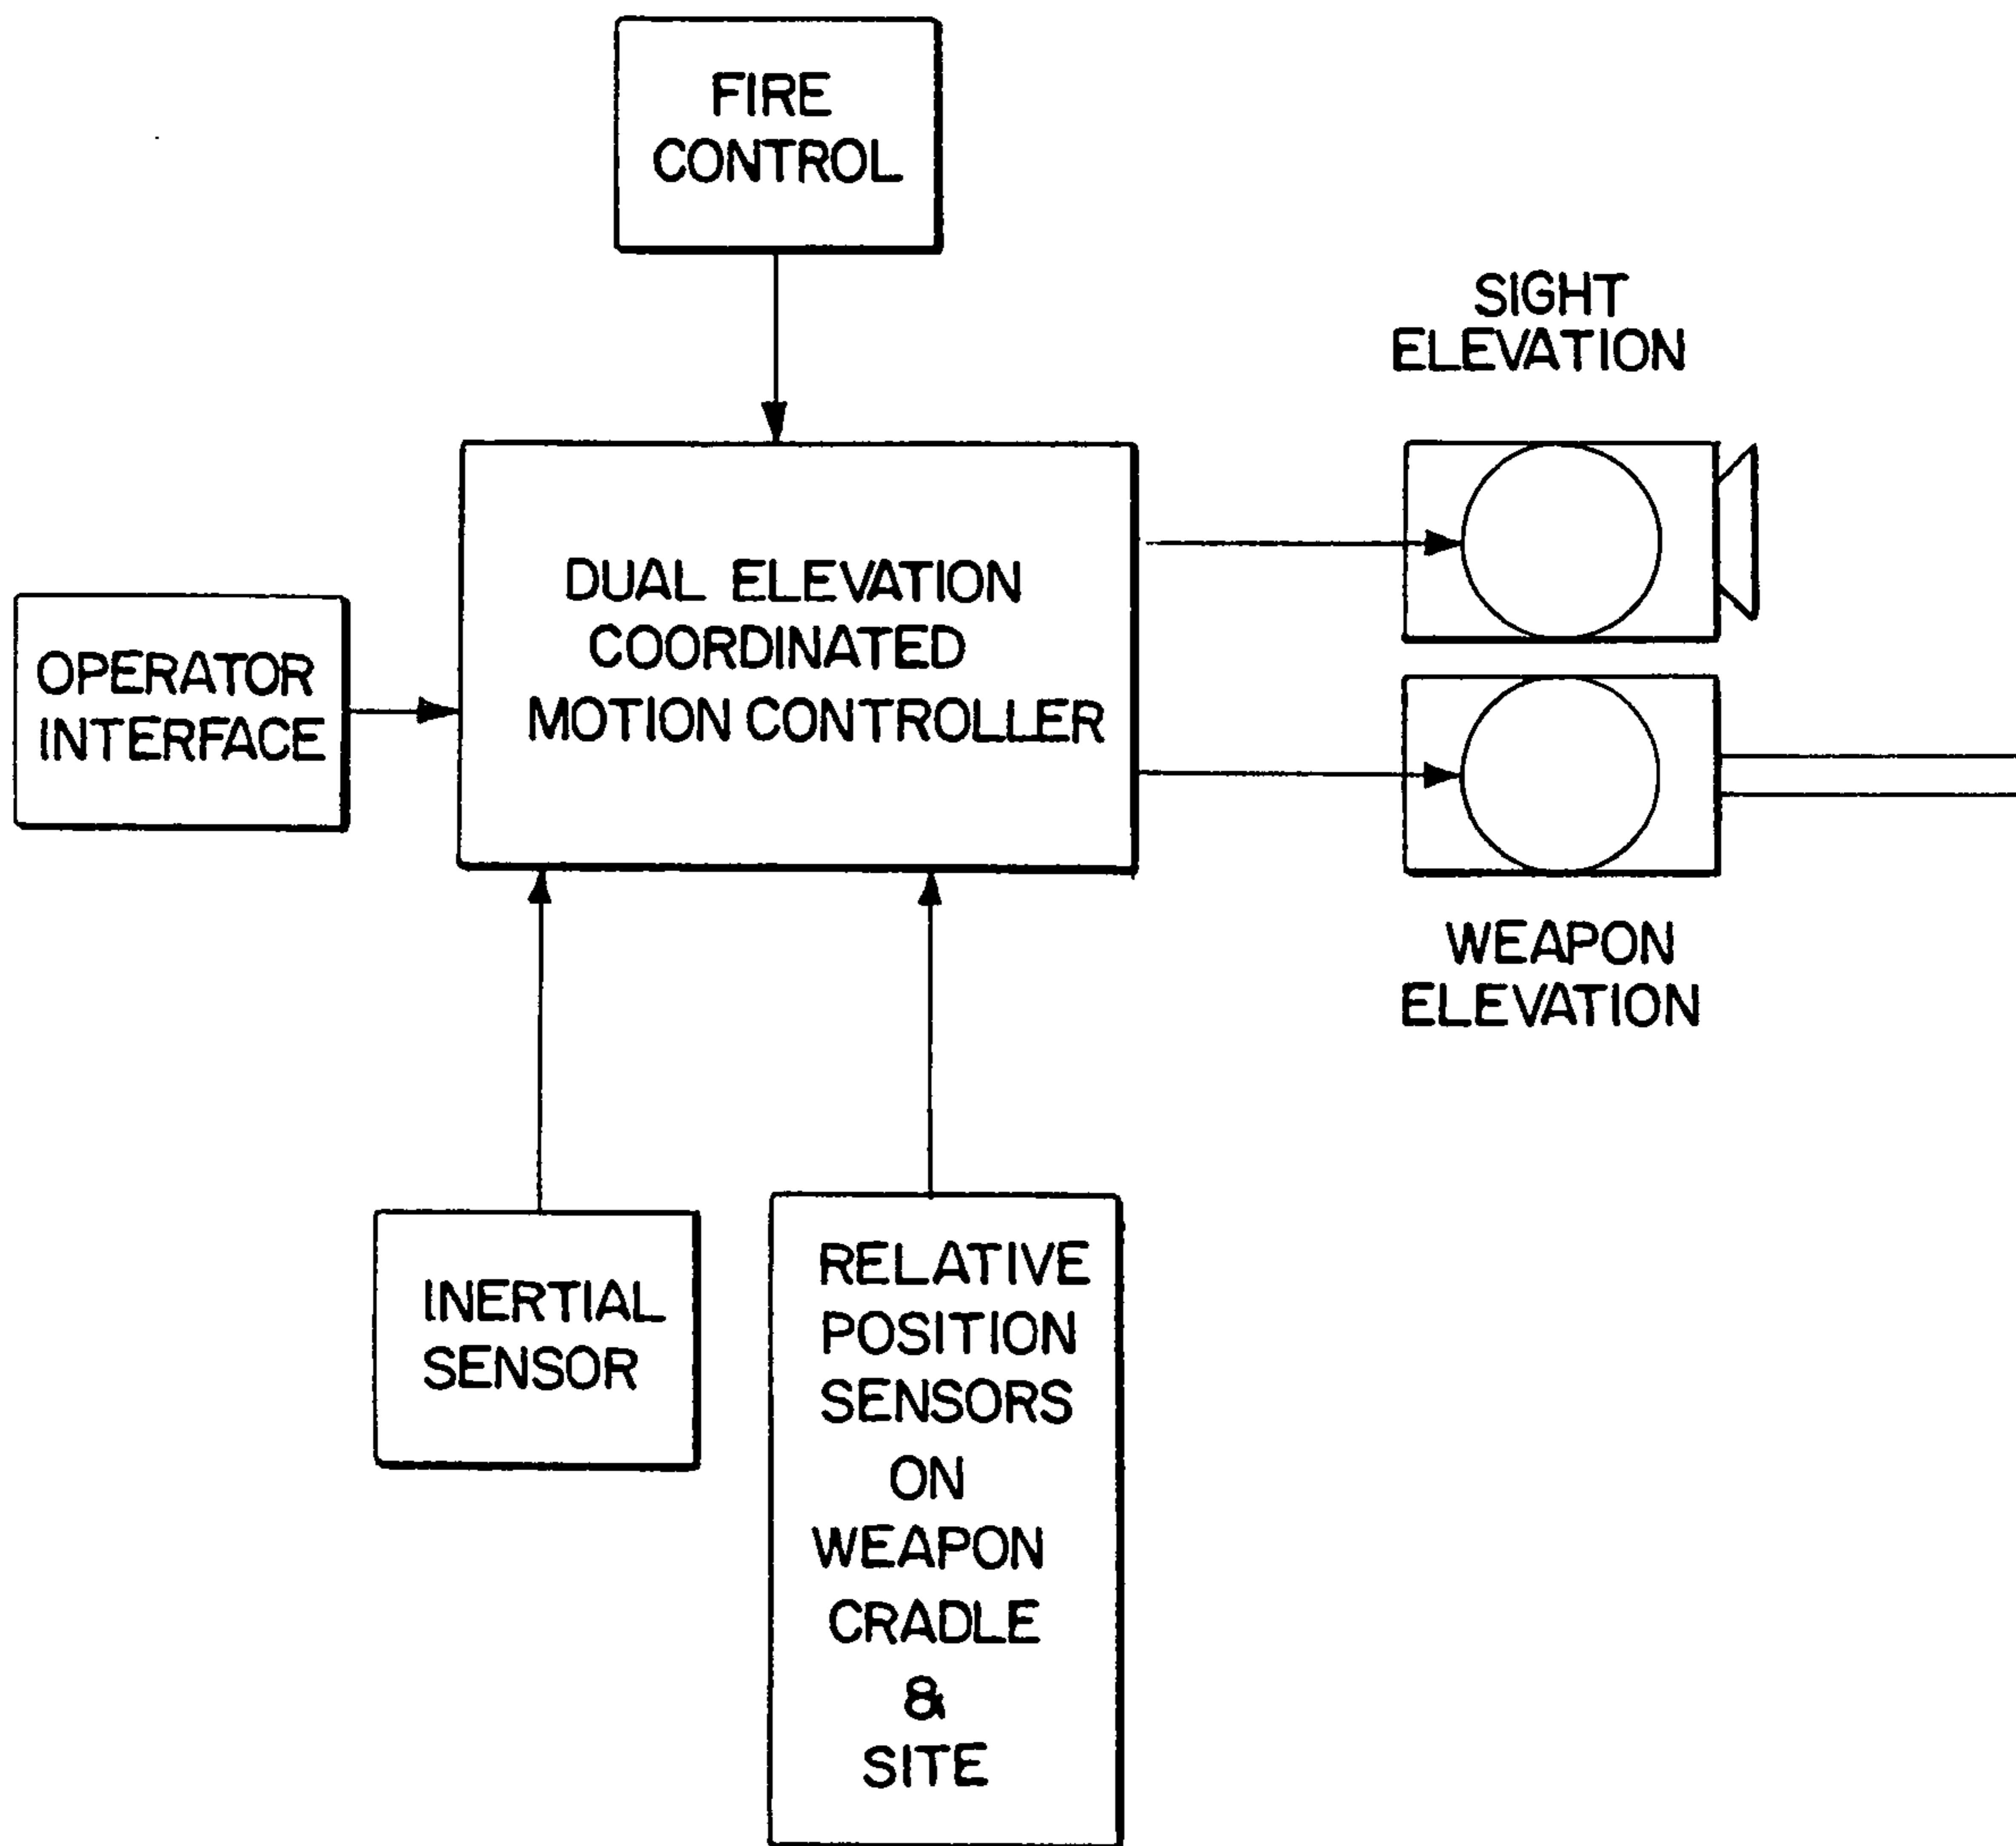 FIRE
CONTROL
SIGHT
ELEVATION
DUAL ELEVATION
COORDINATED
MOTION CONTROLLER
OPERATOR
INTERFACE
WEAPON
ELEVATION
INERTIAL
SENSOR
RELATIVE
POSITION
SENSORS
ON
WEAPON
CRADLE
&
SITE